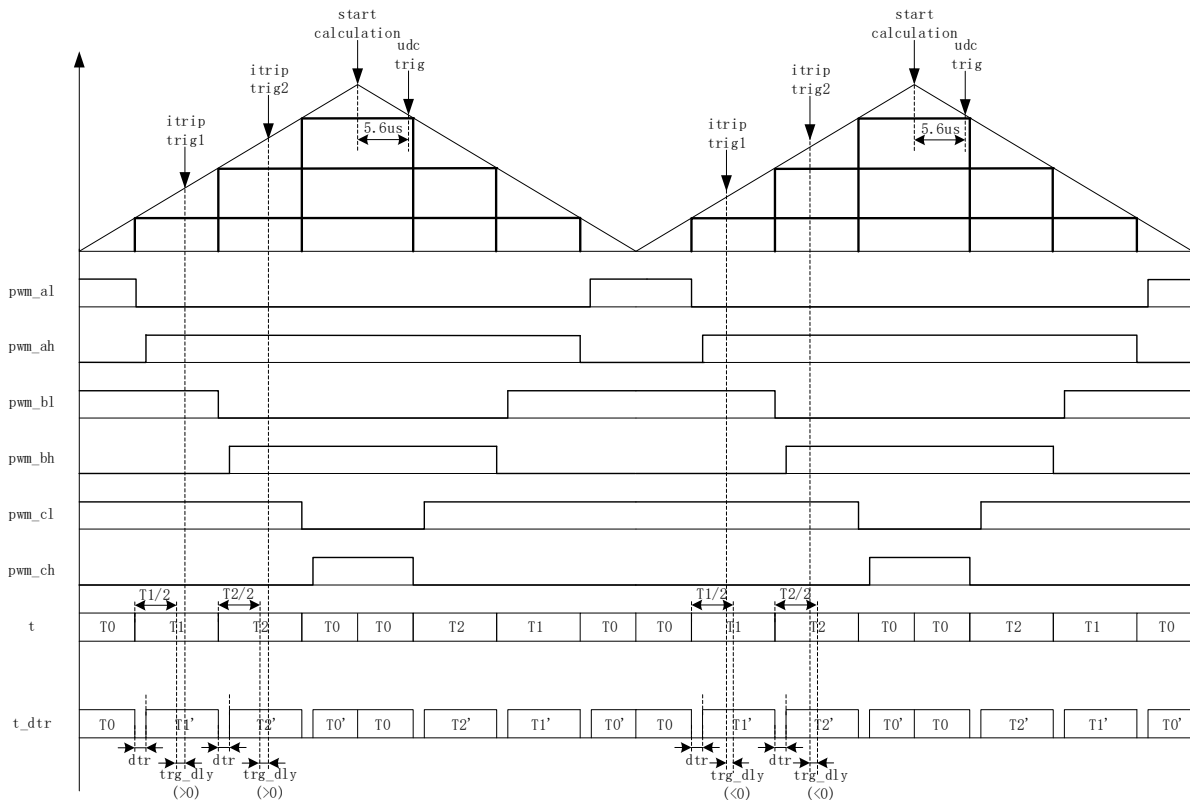 start
calculation
udc
trig
itrip
trig2
itrip
trig1
5.6us
start
calculation
udc
trig
itrip
trig2
itrip
trig1
5.6us
pwm_al
pwm_ah
pwm_bl
pwm_bh
pwm_cl
pwm_ch
T1/2 T2/2 T1/2 T2/2
t T0 T1 T2 T0 T0 T2 T1 T0 T0 T1 T2 T0 T0 T2 T1 T0
t_dtr T0 T1' T2' T0' T0 T2' T1' T0' T0 T1' T2' T0' T0 T2' T1' T0'
dtr dtr dtr dtr
trg_dly trg_dly trg_dly trg_dly
(>0) (>0) (<0) (<0)